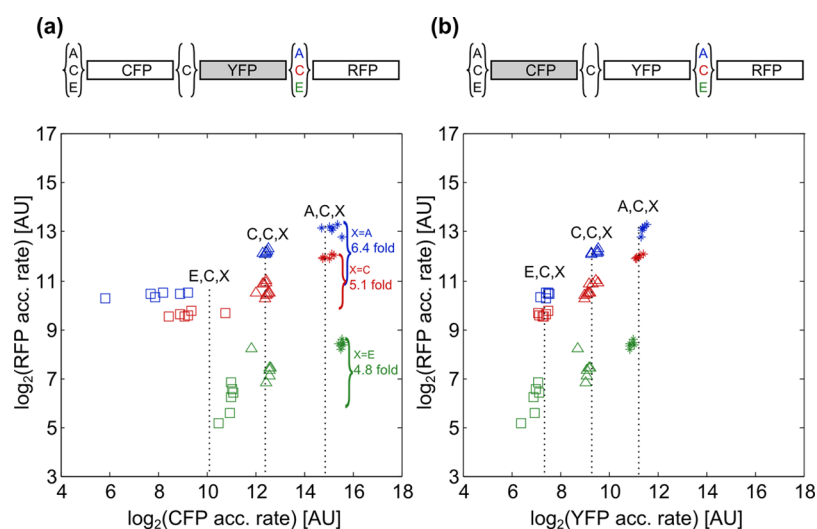 (a)
A
C
E
CFP
C
YFP
A
C
E
RFP
log2(RFP acc. rate) [AU]
17
15
13
11
9
7
5
3
E,C,X
C,C,X
A,C,X
X=A
6.4 fold
X=C
5.1 fold
X=E
4.8 fold
4 6 8 10 12 14 16 18
log2(CFP acc. rate) [AU]
(b)
A
C
E
CFP
C
YFP
A
C
E
RFP
log2(RFP acc. rate) [AU]
17
15
13
11
9
7
5
3
E,C,X
C,C,X
A,C,X
4 6 8 10 12 14 16 18
log2(YFP acc. rate) [AU]